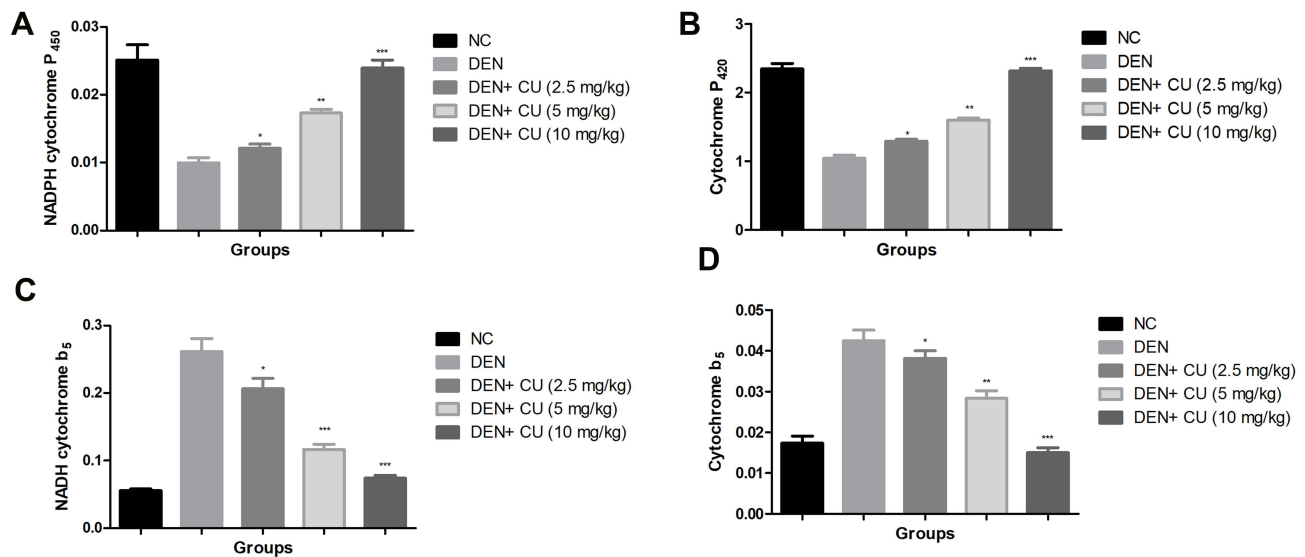 A
NADPH cytochrome P450
0.03
0.02
0.01
0.00
*
**
***
Groups
NC
DEN
DEN+ CU (2.5 mg/kg)
DEN+ CU (5 mg/kg)
DEN+ CU (10 mg/kg)
B
Cytochrome P420
3
2
1
0
*
**
***
Groups
NC
DEN
DEN+ CU (2.5 mg/kg)
DEN+ CU (5 mg/kg)
DEN+ CU (10 mg/kg)
C
NADH cytochrome b5
0.3
0.2
0.1
0.0
*
***
***
Groups
NC
DEN
DEN+ CU (2.5 mg/kg)
DEN+ CU (5 mg/kg)
DEN+ CU (10 mg/kg)
D
Cytochrome b5
0.05
0.04
0.03
0.02
0.01
0.00
*
**
***
Groups
NC
DEN
DEN+ CU (2.5 mg/kg)
DEN+ CU (5 mg/kg)
DEN+ CU (10 mg/kg)